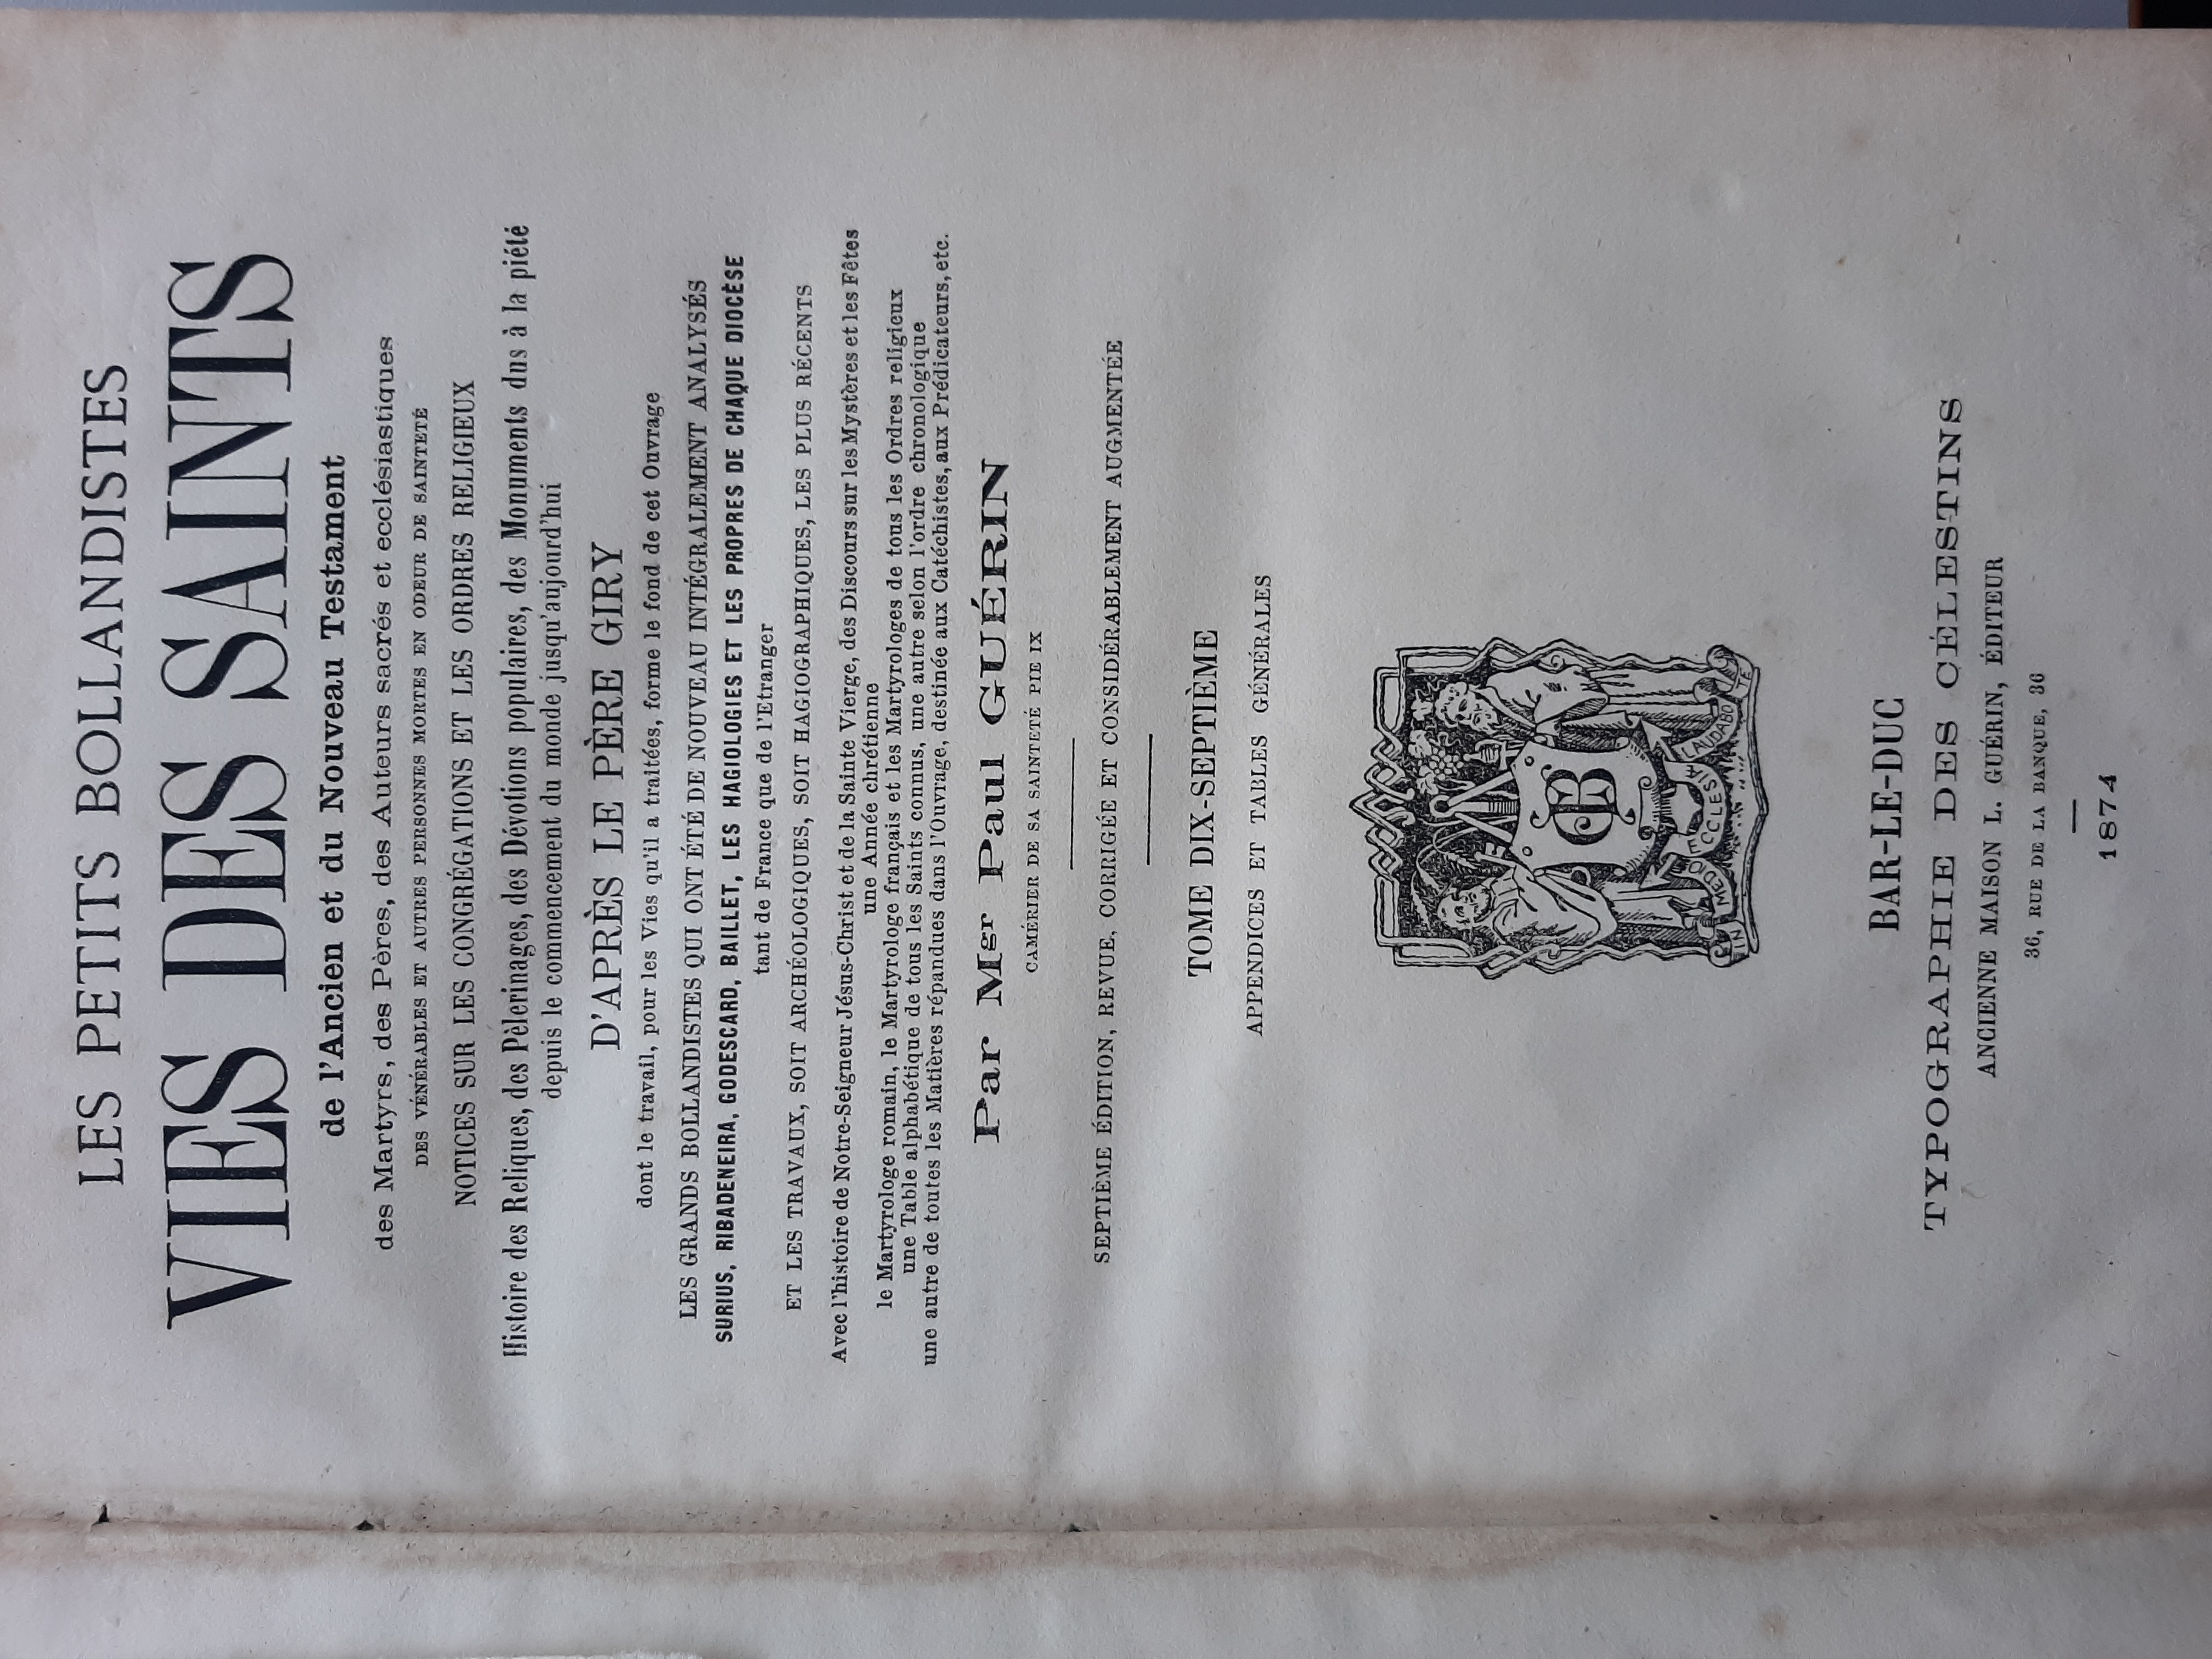 LES PETITS BOLLANDISTES
VIES DES SAINTS
de l'Ancien et du Nouveau Testament
des Martyrs, des Pères, des Auteurs sacrés et ecclésiastiques
DES VÉNÉRABLES ET AUTRES PERSONNES MORTES EN ODEUR DE SAINTETÉ
NOTICES SUR LES CONGRÉGATIONS ET LES ORDRES RELIGIEUX
Histoire des Reliques, des Pèlerinages, des Dévotions populaires, des Monuments dus à la piété
depuis le commencement du monde jusqu'aujourd'hui
D'APRÈS LE PÈRE GIRY
dont le travail, pour les Vies qu'il a traitées, forme le fond de cet Ouvrage
LES GRANDS BOLLANDISTES QUI ONT ÉTÉ DE NOUVEAU INTÉGRALEMENT ANALYSÉS
SURIUS, RIBADENEIRA, GODESCARD, BAILLET, LES HAGIOLOGIES ET LES PROPRES DE CHAQUE DIOCÈSE
tant de France que de l'Etranger
ET LES TRAVAUX, SOIT ARCHÉOLOGIQUES, SOIT HAGIOGRAPHIQUES, LES PLUS RÉCENTS
Avec l'histoire de Notre-Seigneur Jésus-Christ et de la Sainte Vierge, des Discours sur les Mystères et les Fêtes
une Année chrétienne
le Martyrologe romain, le Martyrologe français et les Martyrologes de tous les Ordres religieux
une Table alphabétique de tous les Saints connus, une autre selon l'ordre chronologique
une autre de toutes les Matières répandues dans l'Ouvrage, destinée aux Catéchistes, aux Prédicateurs, etc.
Par Mgr Paul GUÉRIN
CAMÉRIER DE SA SAINTETÉ PIE IX
SEPTIÈME ÉDITION, REVUE, CORRIGÉE ET CONSIDÉRABLEMENT AUGMENTÉE
TOME DIX-SEPTIÈME
APPENDICES ET TABLES GÉNÉRALES
CB
IN MEDIO ECCLESIÆ LAUDABO TE
BAR-LE-DUC
TYPOGRAPHIE DES CÉLESTINS
ANCIENNE MAISON L. GUÉRIN, ÉDITEUR
36, RUE DE LA BANQUE, 36
1874